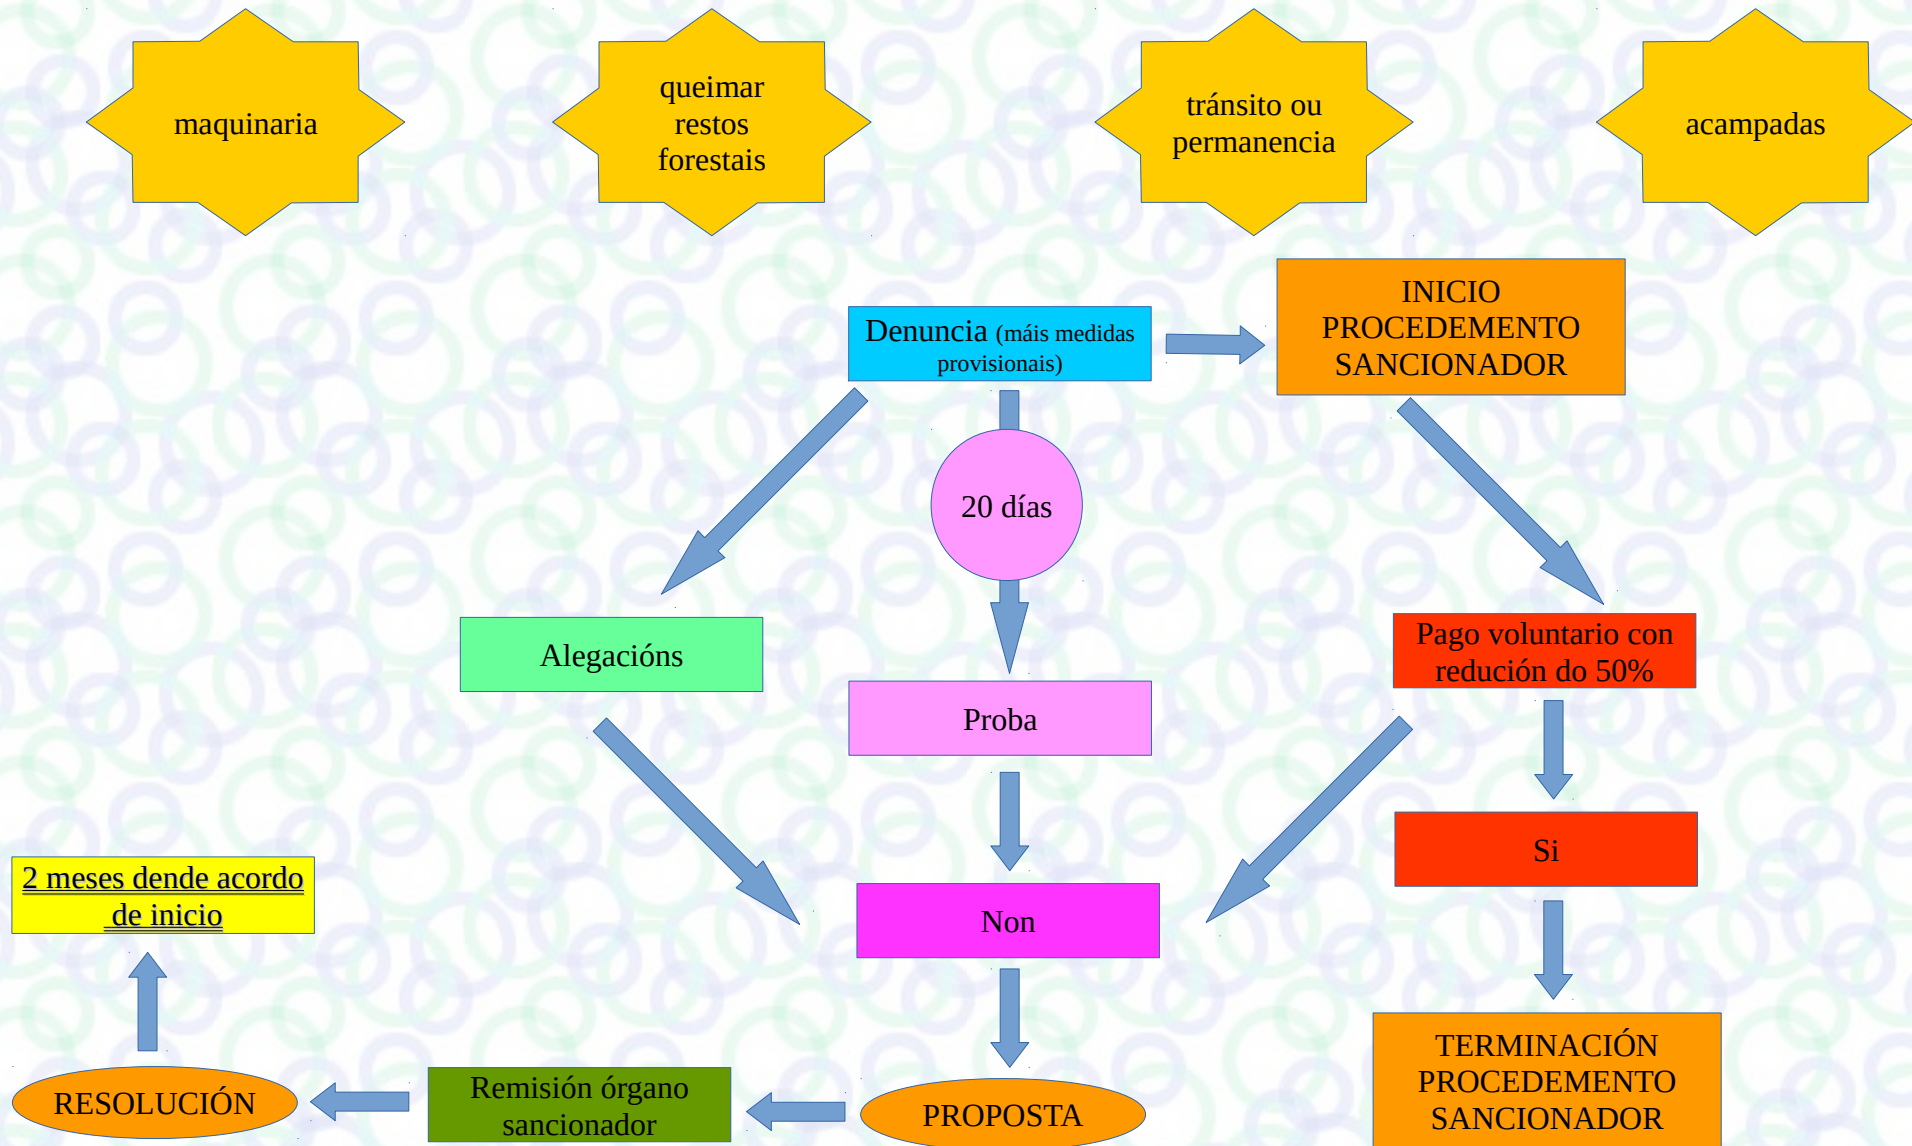 maquinaria
queimar
restos
forestais
tránsito ou
permanencia
acampadas
INICIO
PROCEDEMENTO
SANCIONADOR
Denuncia (máis medidas
provisionais)
20 días
Alegacións
Pago voluntario con
redución do 50%
Proba
Si
2 meses dende acordo
de inicio
Non
TERMINACIÓN
PROCEDEMENTO
SANCIONADOR
RESOLUCIÓN
Remisión órgano
sancionador
PROPOSTA